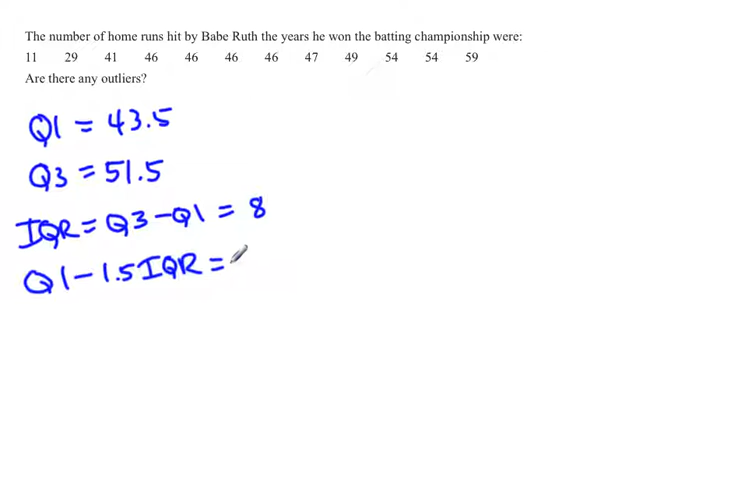 The number of home runs hit by Babe Ruth the years he won the batting championship were:
11 29 41 46 46 46 46 47 49 54 54 59
Are there any outliers?
Q1 = 43.5
Q3 = 51.5
IQR = Q3 - Q1 = 8
Q1 - 1.5 IQR =